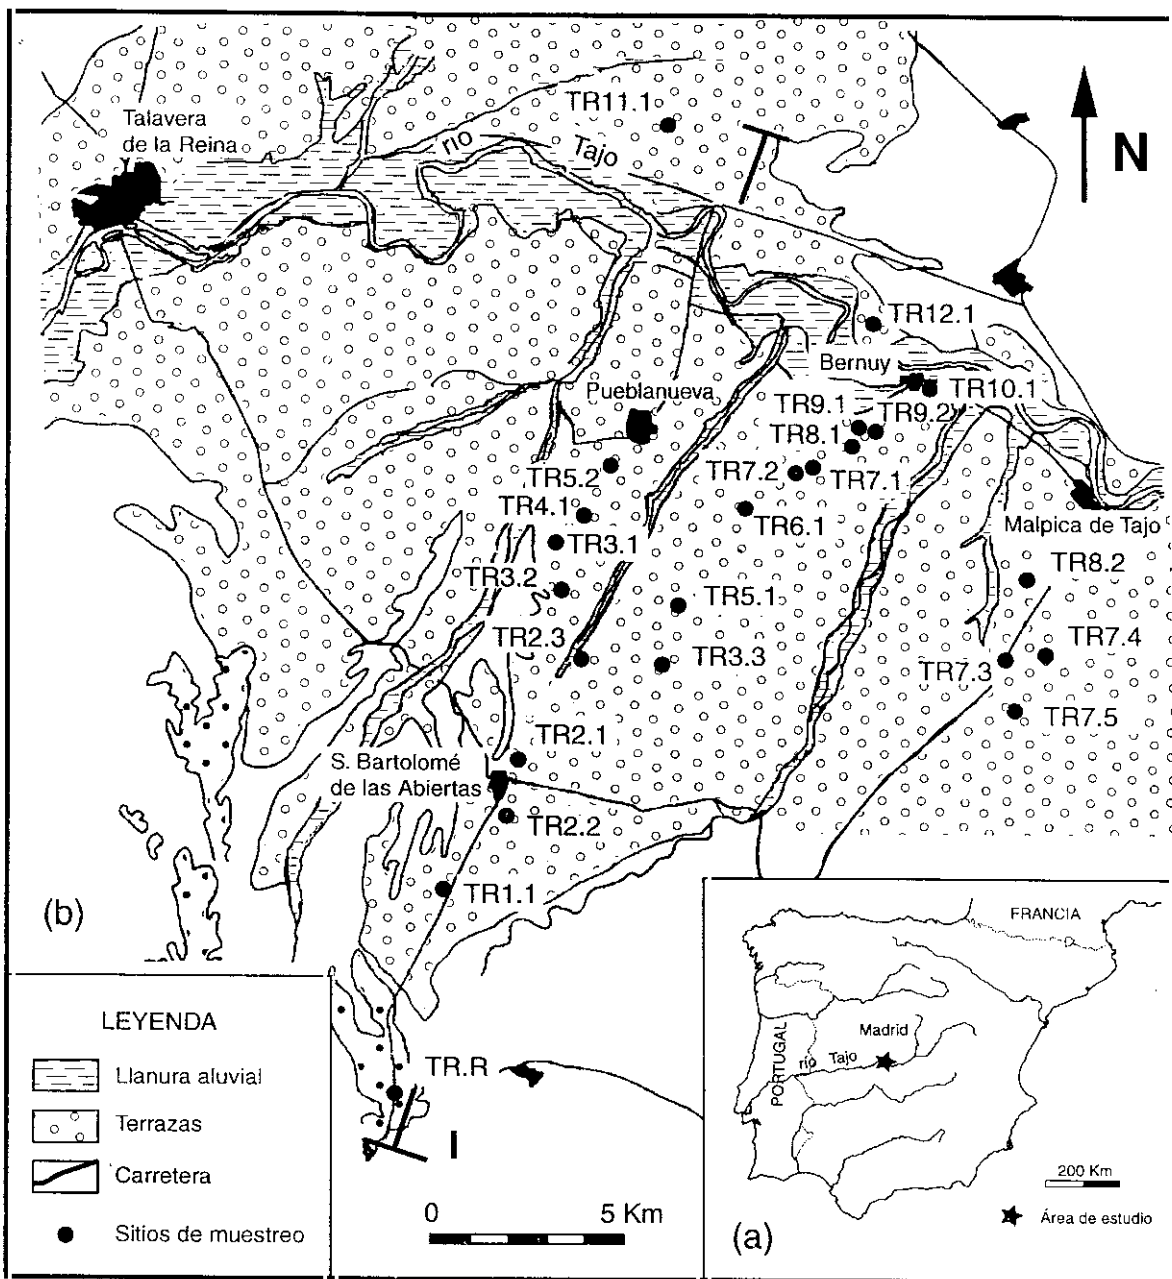 TR11.1
Talavera
de la Reina
río Tajo
N
TR12.1
Bernuy
TR10.1
Pueblanueva
TR9.1
TR9.2
TR8.1
TR5.2
TR7.2
TR7.1
TR4.1
TR6.1
Malpica de Tajo
TR3.1
TR8.2
TR3.2
TR5.1
TR2.3
TR7.4
TR3.3
TR7.3
TR7.5
TR2.1
S. Bartolomé
de las Abiertas
TR2.2
TR1.1
(b)
TR.R
I
0 5 Km
LEYENDA
Llanura aluvial
Terrazas
Carretera
Sitios de muestreo
FRANCIA
PORTUGAL
Madrid
río Tajo
200 Km
Área de estudio
(a)